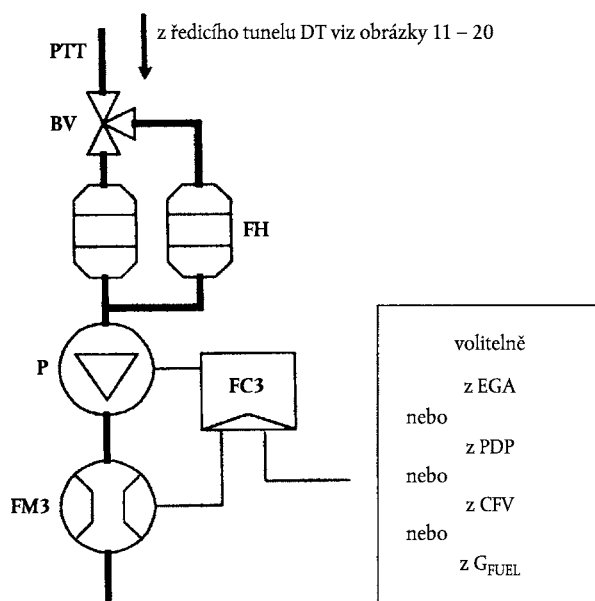 z ředicího tunelu DT viz obrázky 11 – 20
PTT
BV
FH
P
FC3
FM3
volitelně
z EGA
nebo
z PDP
nebo
z CFV
nebo
z GFUEL